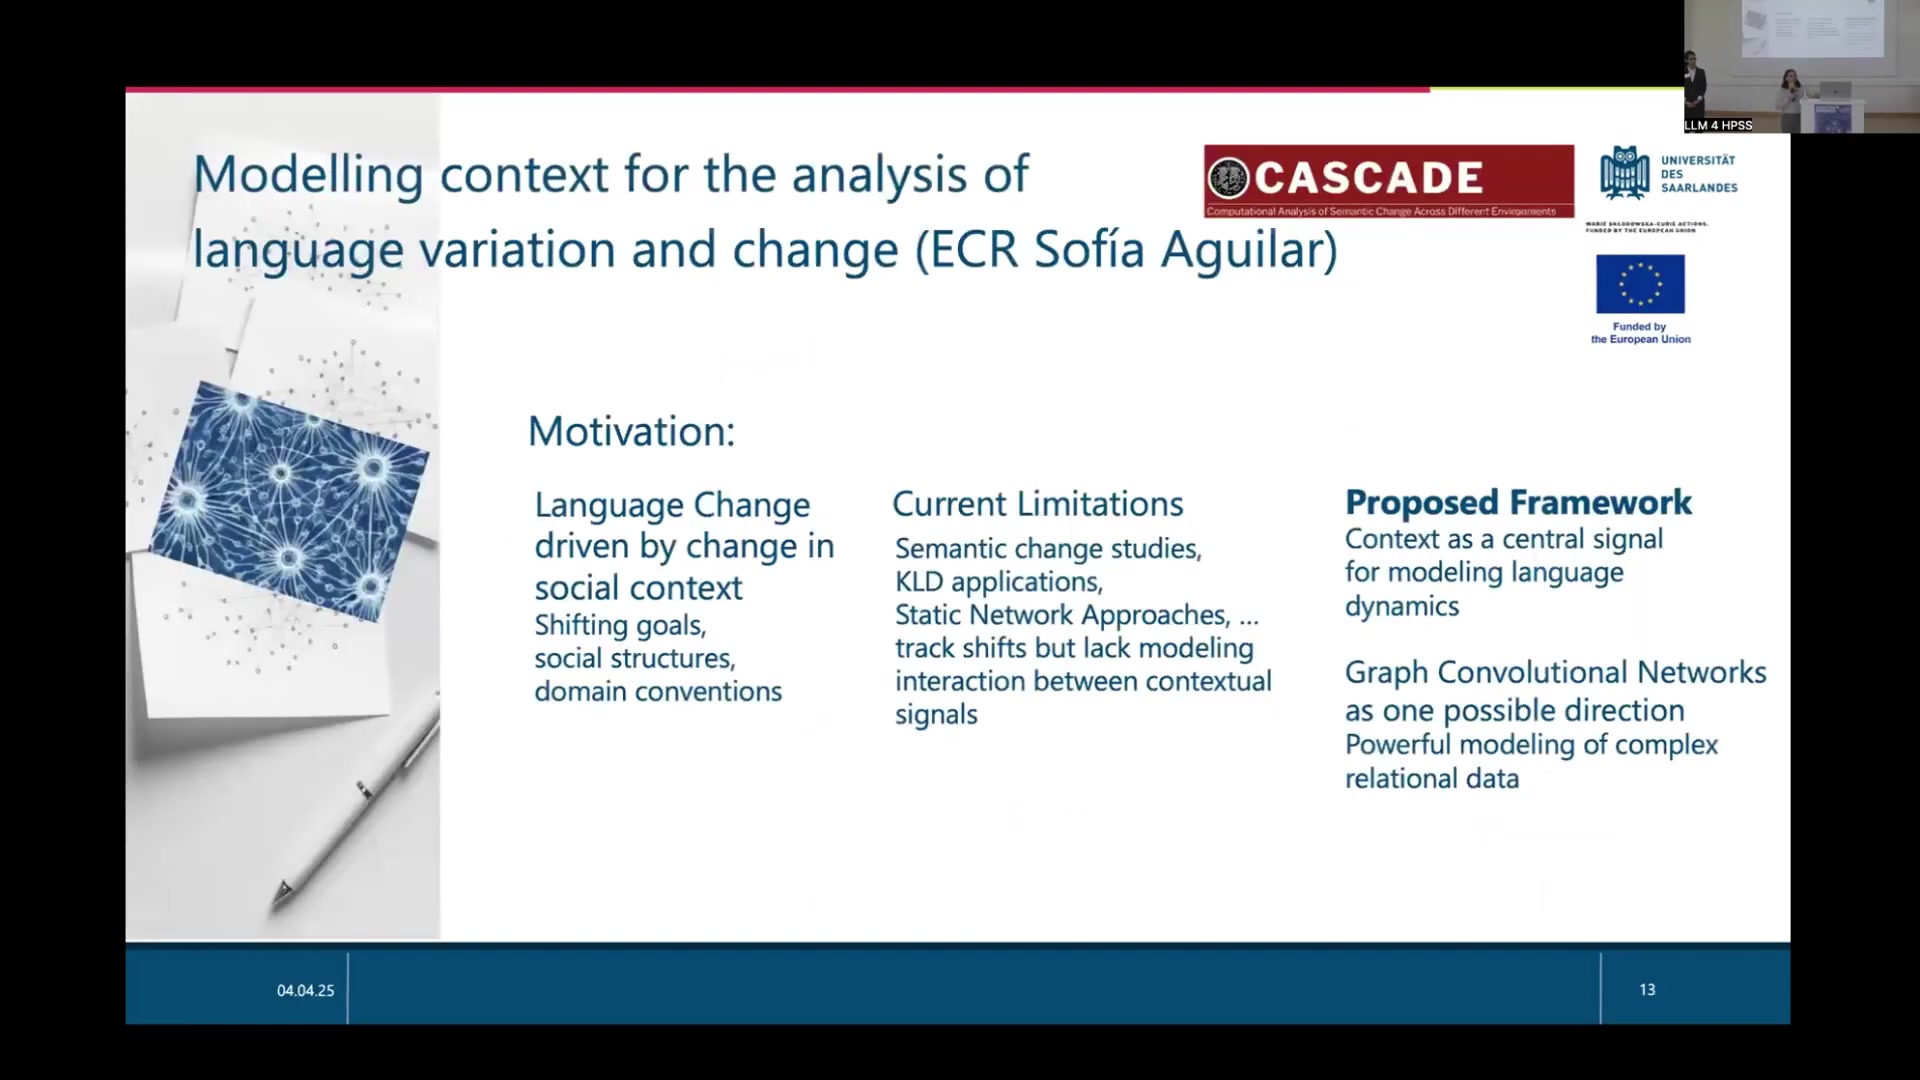 LLM 4 HPSS
Modelling context for the analysis of
language variation and change (ECR Sofía Aguilar)
CASCADE
Computational Analysis of Semantic Change Across Different Environments
UNIVERSITÄT
DES
SAARLANDES
MARIE SKŁODOWSKA-CURIE ACTIONS.
FUNDED BY THE EUROPEAN UNION
Funded by
the European Union
Motivation:
Language Change
driven by change in
social context
Shifting goals,
social structures,
domain conventions
Current Limitations
Semantic change studies,
KLD applications,
Static Network Approaches, ...
track shifts but lack modeling
interaction between contextual
signals
Proposed Framework
Context as a central signal
for modeling language
dynamics
Graph Convolutional Networks
as one possible direction
Powerful modeling of complex
relational data
04.04.25
13